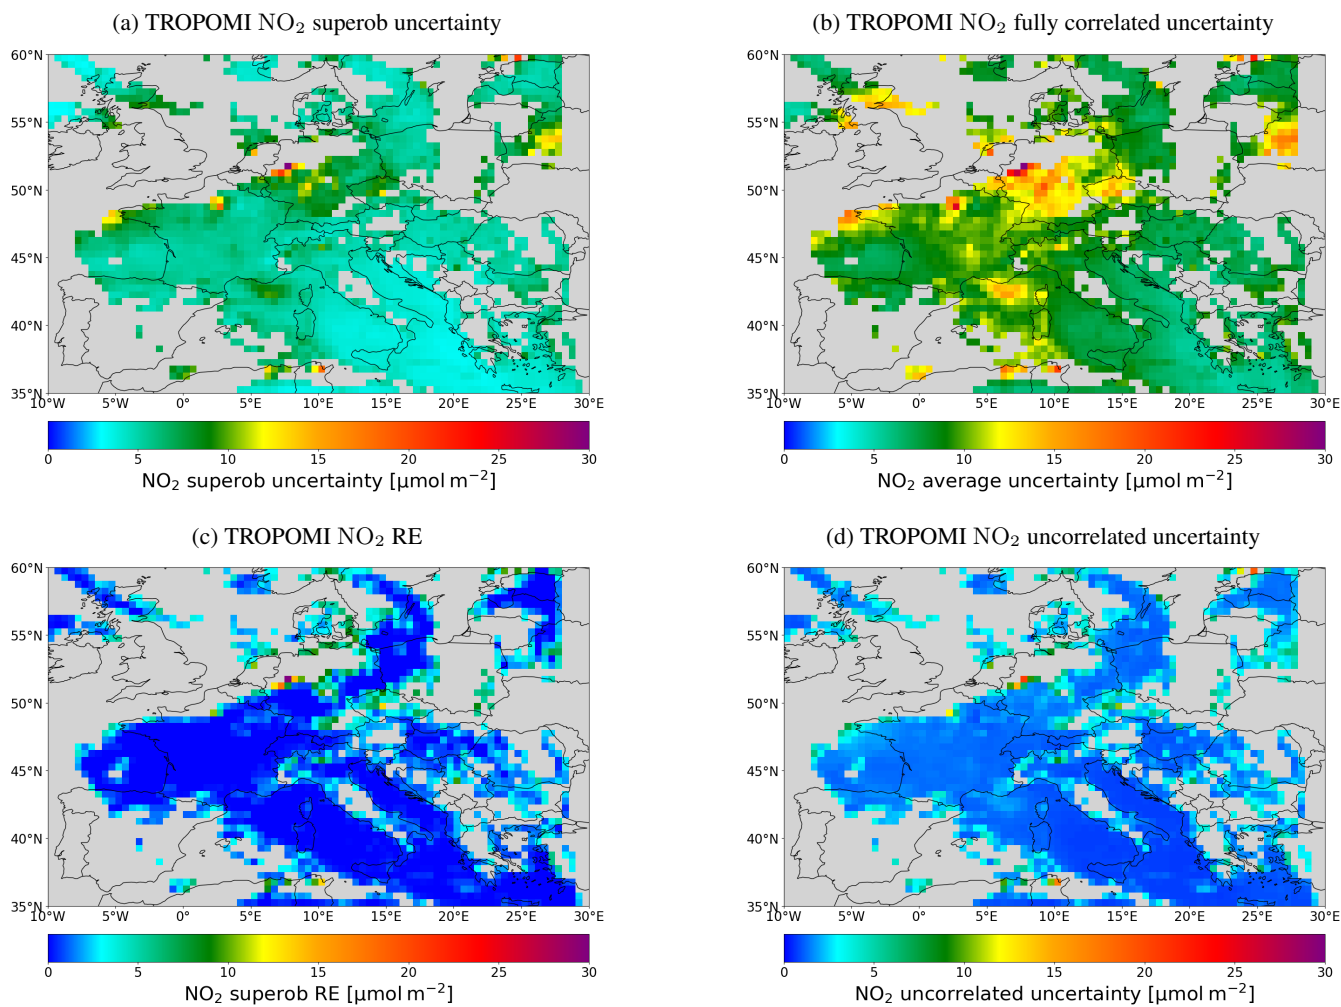 (a) TROPOMI NO₂ superob uncertainty
(b) TROPOMI NO₂ fully correlated uncertainty
60°N
55°N
50°N
45°N
40°N
35°N
10°W 5°W 0° 5°E 10°E 15°E 20°E 25°E 30°E
0 5 10 15 20 25 30
NO₂ superob uncertainty [µmol m⁻²]
60°N
55°N
50°N
45°N
40°N
35°N
10°W 5°W 0° 5°E 10°E 15°E 20°E 25°E 30°E
0 5 10 15 20 25 30
NO₂ average uncertainty [µmol m⁻²]
(c) TROPOMI NO₂ RE
(d) TROPOMI NO₂ uncorrelated uncertainty
60°N
55°N
50°N
45°N
40°N
35°N
10°W 5°W 0° 5°E 10°E 15°E 20°E 25°E 30°E
0 5 10 15 20 25 30
NO₂ superob RE [µmol m⁻²]
60°N
55°N
50°N
45°N
40°N
35°N
10°W 5°W 0° 5°E 10°E 15°E 20°E 25°E 30°E
0 5 10 15 20 25 30
NO₂ uncorrelated uncertainty [µmol m⁻²]